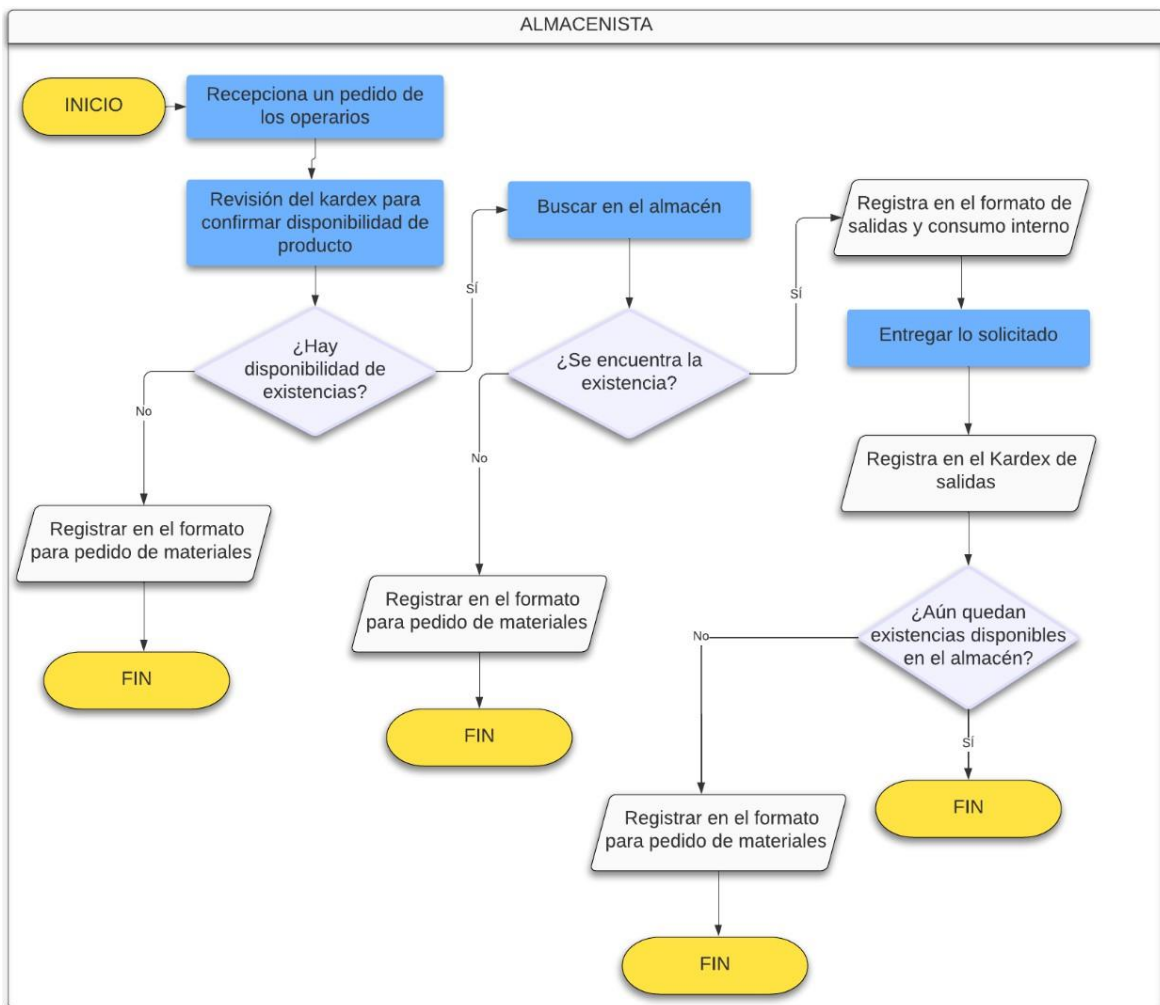 ALMACENISTA
INICIO
Recepciona un pedido de
los operarios
Revisión del kardex para
confirmar disponibilidad de
producto
¿Hay
disponibilidad de
existencias?
No
SÍ
Registrar en el formato
para pedido de materiales
FIN
Buscar en el almacén
¿Se encuentra la
existencia?
No
SÍ
Registrar en el formato
para pedido de materiales
FIN
Registra en el formato de
salidas y consumo interno
Entregar lo solicitado
Registra en el Kardex de
salidas
¿Aún quedan
existencias disponibles
en el almacén?
No
SÍ
Registrar en el formato
para pedido de materiales
FIN
FIN